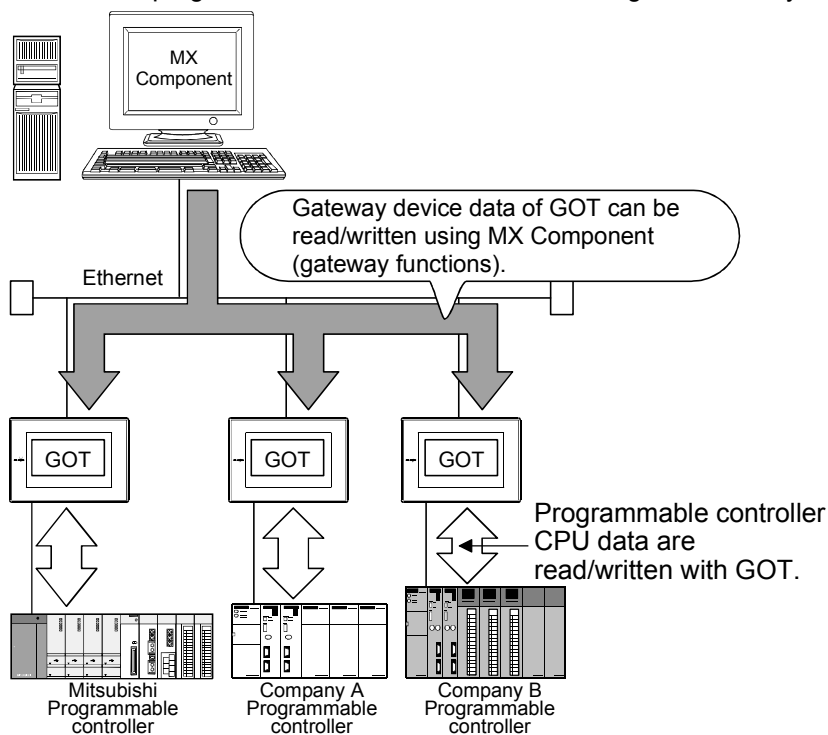 MX
Component
Gateway device data of GOT can be
read/written using MX Component
(gateway functions).
Ethernet
GOT
GOT
GOT
Programmable controller
CPU data are
read/written with GOT.
Mitsubishi
Programmable
controller
Company A
Programmable
controller
Company B
Programmable
controller